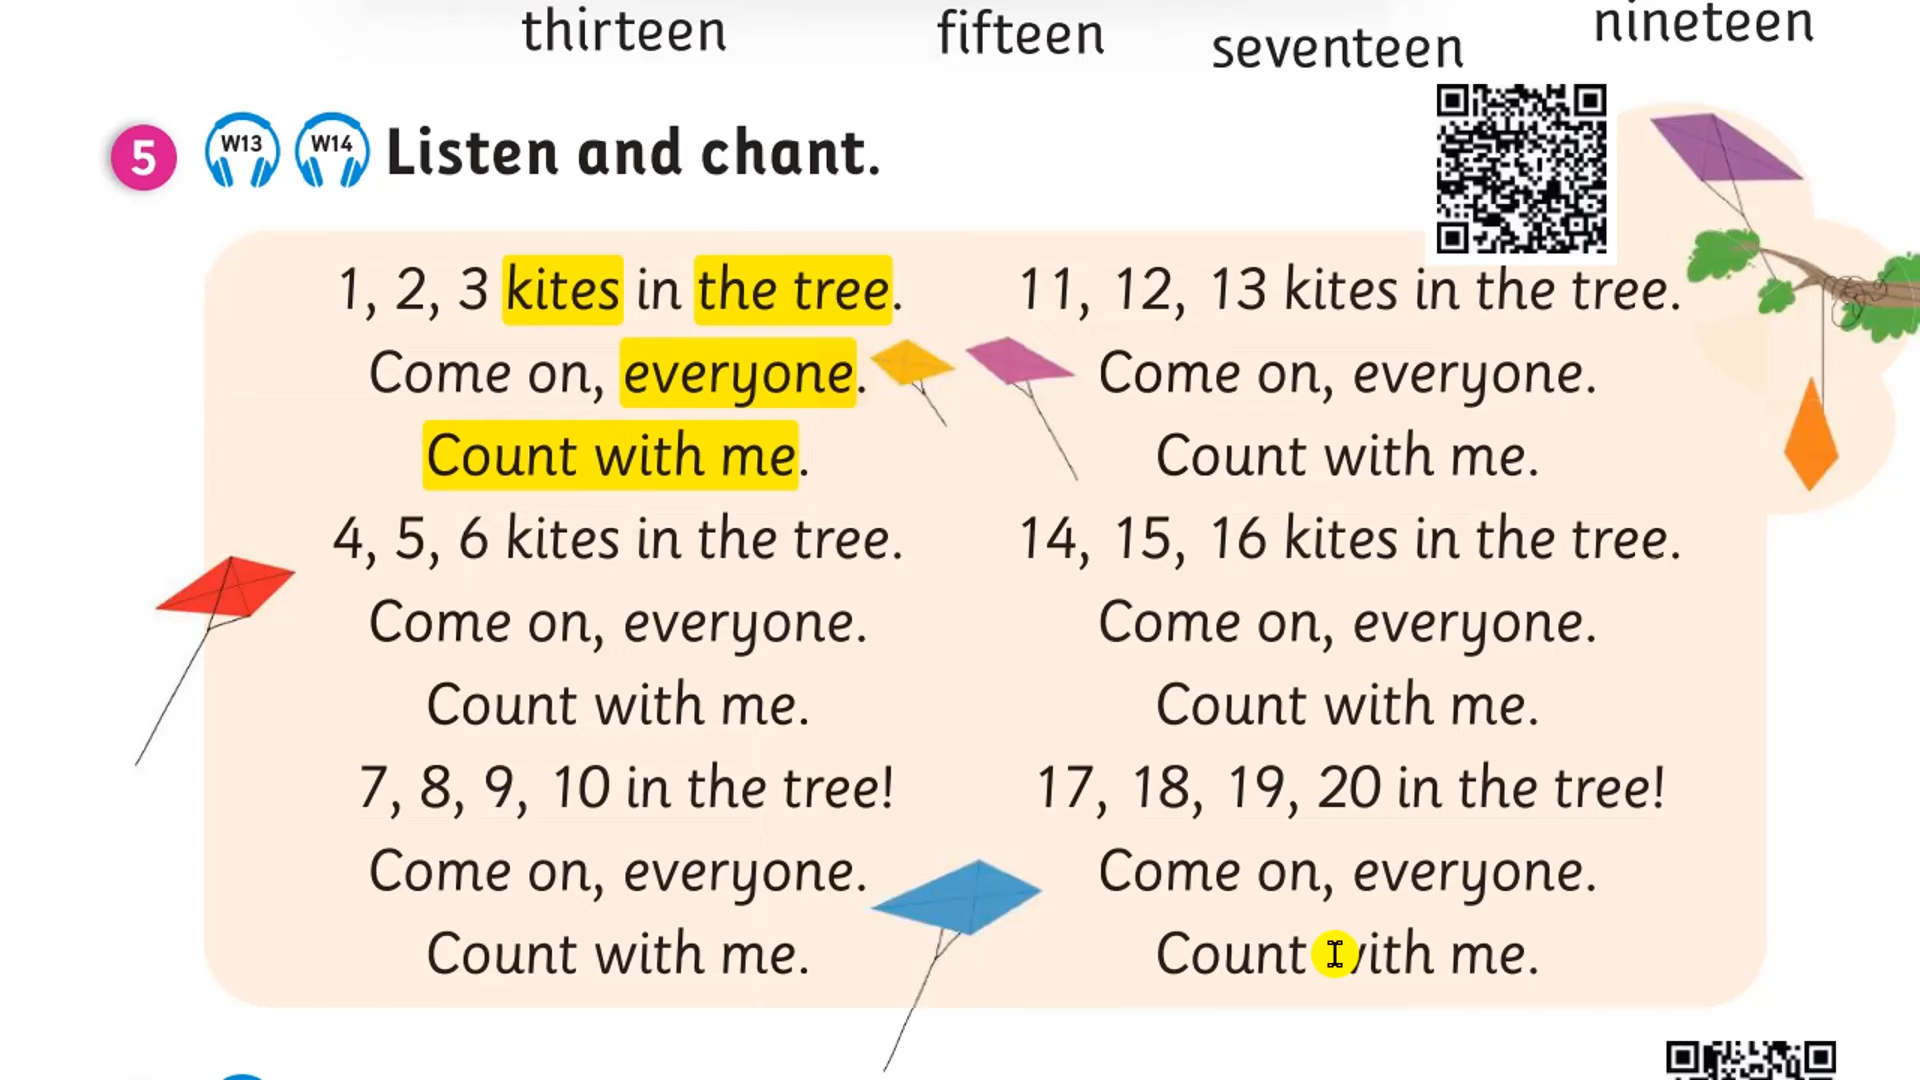 thirteen
fifteen
seventeen
nineteen
5 W13 W14 Listen and chant.
1, 2, 3 kites in the tree.
Come on, everyone.
Count with me.
4, 5, 6 kites in the tree.
Come on, everyone.
Count with me.
7, 8, 9, 10 in the tree!
Come on, everyone.
Count with me.
11, 12, 13 kites in the tree.
Come on, everyone.
Count with me.
14, 15, 16 kites in the tree.
Come on, everyone.
Count with me.
17, 18, 19, 20 in the tree!
Come on, everyone.
Count with me.